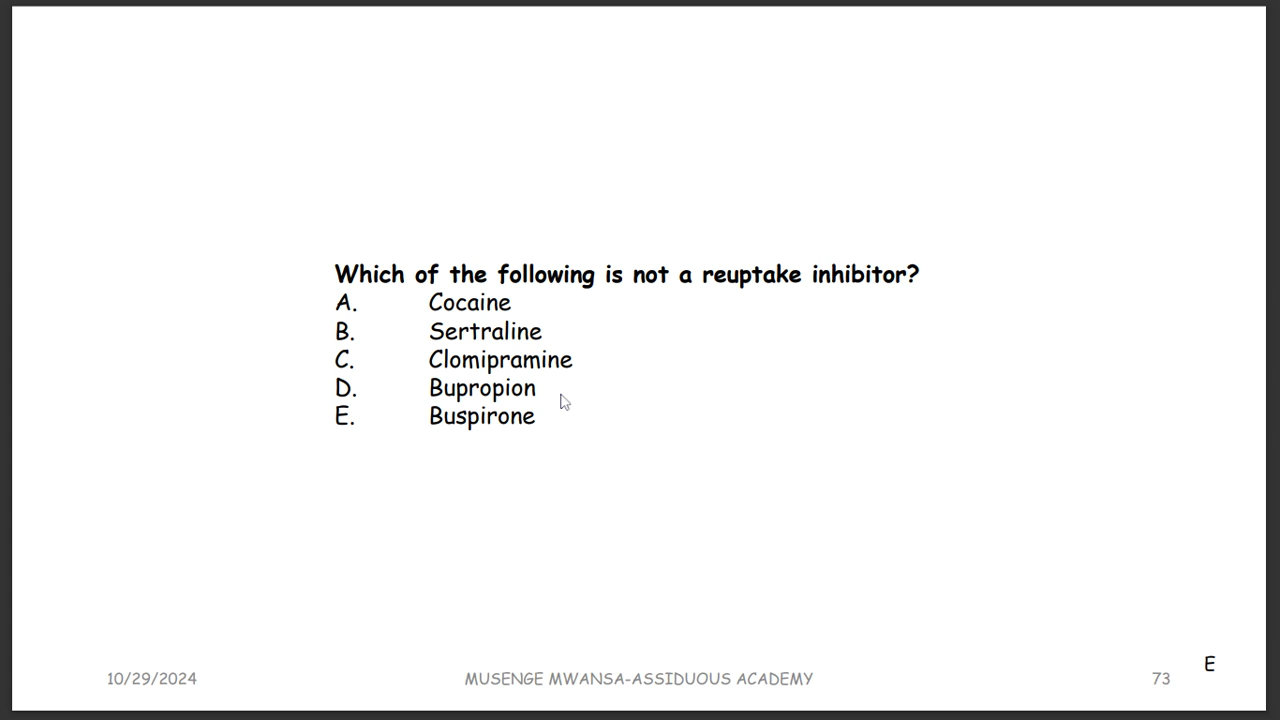 Which of the following is not a reuptake inhibitor?
A. Cocaine
B. Sertraline
C. Clomipramine
D. Bupropion
E. Buspirone
E
10/29/2024 MUSENGE MWANSA-ASSIDUOUS ACADEMY 73